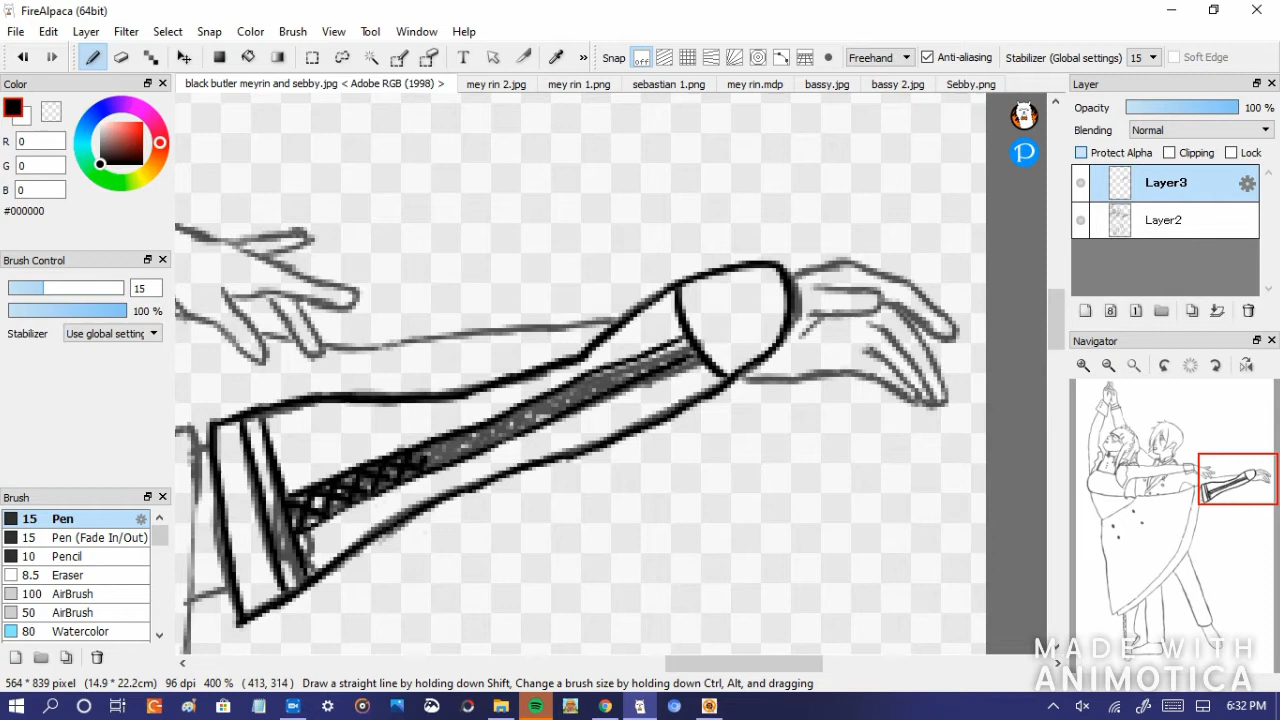 FireAlpaca (64bit)
File Edit Layer Filter Select Snap Color Brush View Tool Window Help
Snap off Freehand Anti-aliasing Stabilizer (Global setting) 15 Soft Edge
Color
black butler meyrin and sebby.jpg < Adobe RGB (1998) > mey rin 2.jpg mey rin 1.png sebastian 1.png mey rin.mdp bassy.jpg bassy 2.jpg Sebby.png
Layer
R 0
G 0
B 0
#000000
Opacity 100 %
Blending Normal
Protect Alpha Clipping Lock
Layer3
Layer2
Brush Control
15
100 %
Stabilizer Use global setting
Navigator
Brush
15 Pen
15 Pen (Fade In/Out)
10 Pencil
8.5 Eraser
100 AirBrush
50 AirBrush
80 Watercolor
MADE WITH
ANIMOTICA
564 * 839 pixel (14.9 * 22.2cm) 96 dpi 400 % ( 413, 314 ) Draw a straight line by holding down Shift, Change a brush size by holding down Ctrl, Alt, and dragging
6:32 PM